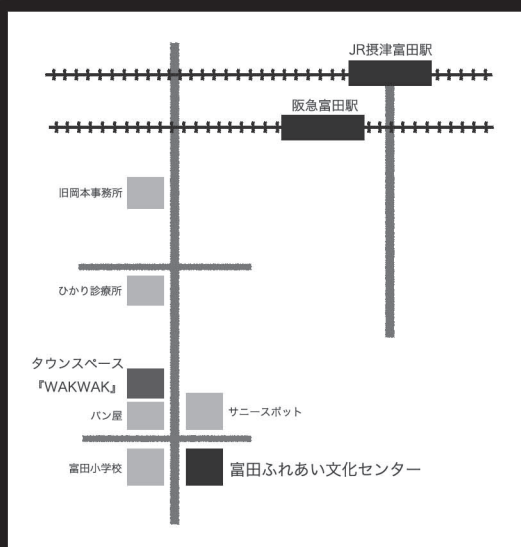 JR摂津富田駅
阪急富田駅
旧岡本事務所
ひかり診療所
タウンスペース
『WAKWAK』
パン屋
サニースポット
富田小学校
富田ふれあい文化センター